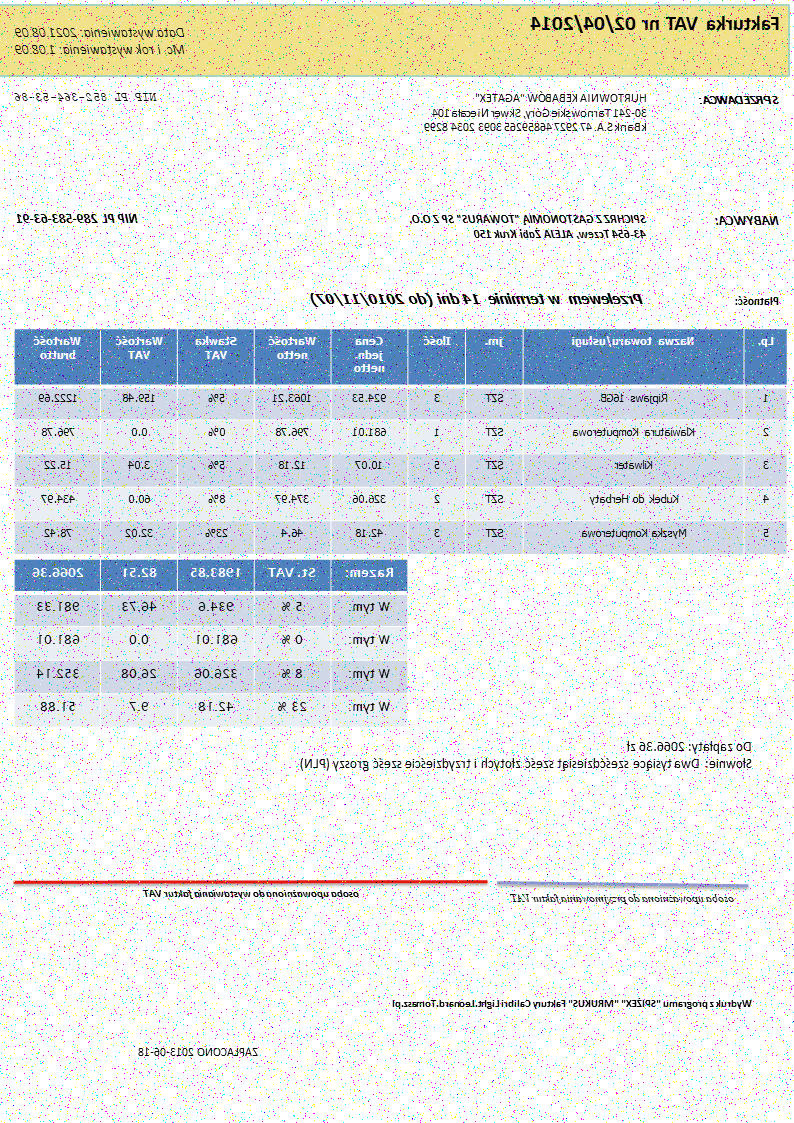 Fakturka VAT nr 02/04/2014
Data wystawienia: 2021.08.09
Mc. i rok wystawienia: 1.08.09
SPRZEDAWCA: HURTOWNIA KEBABÓW "AGATEX" NIP PL 852-364-53-86
30-241 Tarnowskie Góry, Skwer Niecała 104
kBank S.A. 47 2927 4685 9265 3093 2034 8299
NABYWCA: SPICHRZ Z GASTONOMIĄ "TOWARUS" SP Z O.O. NIP PL 289-583-63-91
43-654 Tczew, ALEJA Żabi Kruk 150
Płatność: Przelewem w terminie 14 dni (do 2010/11/07)
Lp. Nazwa towaru/usługi jm. Ilość Cena jedn. netto Wartość netto Stawka VAT Wartość VAT Wartość brutto
1 Ripjaws 16GB SZT 3 924.53 1063.21 5% 159.48 1222.69
2 Klawiatura Komputerowa SZT 1 681.01 796.78 0% 0.0 796.78
3 Kilwater SZT 5 10.07 12.18 5% 3.04 15.22
4 Kubek do Herbaty SZT 2 326.06 374.97 8% 60.0 434.97
5 Myszka Komputerowa SZT 3 42.18 46.4 23% 32.02 78.42
Razem: St. VAT 1983.85 82.51 2066.36
W tym: 5 % 934.6 46.73 981.33
W tym: 0 % 681.01 0.0 681.01
W tym: 8 % 326.06 26.08 352.14
W tym: 23 % 42.18 9.7 51.88
Do zapłaty: 2066.36 zł
Słownie: Dwa tysiące sześćdziesiąt sześć złotych i trzydzieście sześć groszy (PLN)
osoba upoważniona do przyjmowania faktur VAT
osoba upoważniona do wystawiania faktur VAT
Wydruk z programu "SPIZEX" "MRUKUS" Faktury Calibri Light.Leonard.Tomasz.pl
ZAPŁACONO 2013-06-18